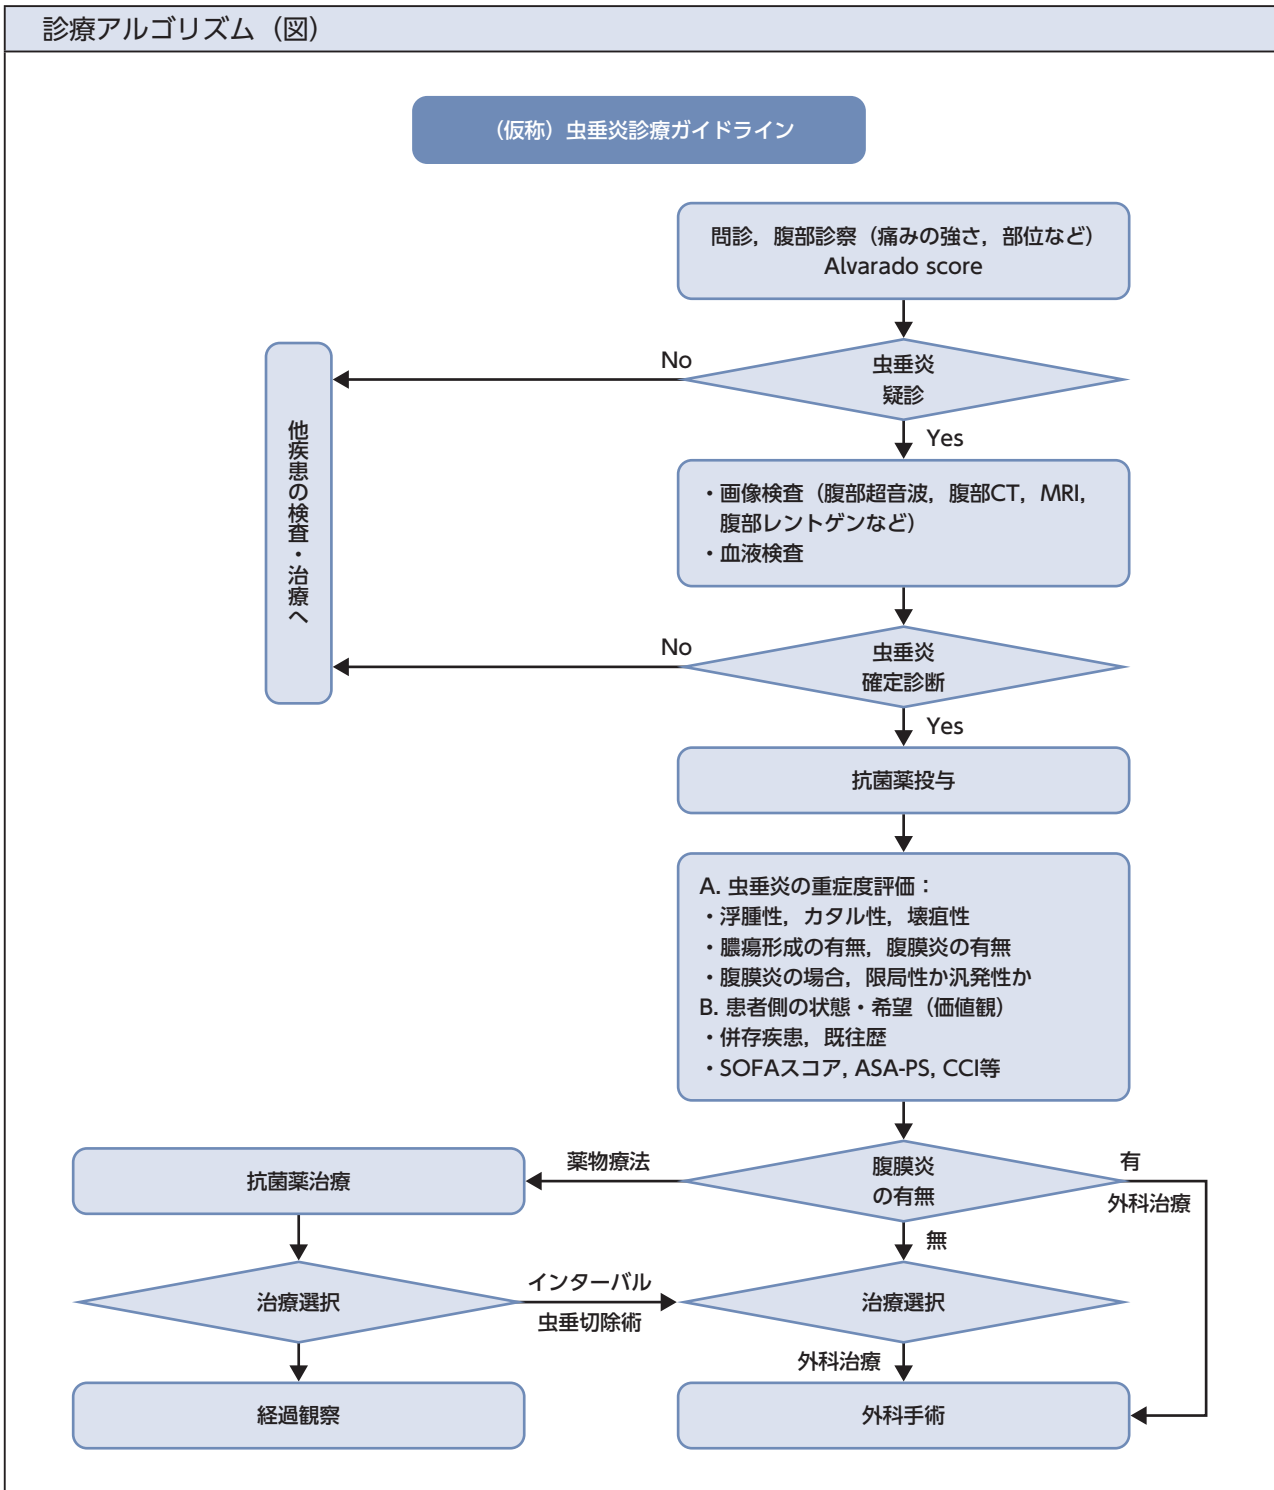 診療アルゴリズム（図）
（仮称）虫垂炎診療ガイドライン
問診，腹部診察（痛みの強さ，部位など）
Alvarado score
No
虫垂炎
疑診
Yes
他疾患の検査・治療へ
・画像検査（腹部超音波，腹部CT，MRI，
腹部レントゲンなど）
・血液検査
No
虫垂炎
確定診断
Yes
抗菌薬投与
A. 虫垂炎の重症度評価：
・浮腫性，カタル性，壊疽性
・膿瘍形成の有無，腹膜炎の有無
・腹膜炎の場合，限局性か汎発性か
B. 患者側の状態・希望（価値観）
・併存疾患，既往歴
・SOFAスコア, ASA-PS, CCI等
抗菌薬治療
薬物療法
腹膜炎
の有無
有
外科治療
無
治療選択
インターバル
虫垂切除術
治療選択
外科治療
経過観察
外科手術